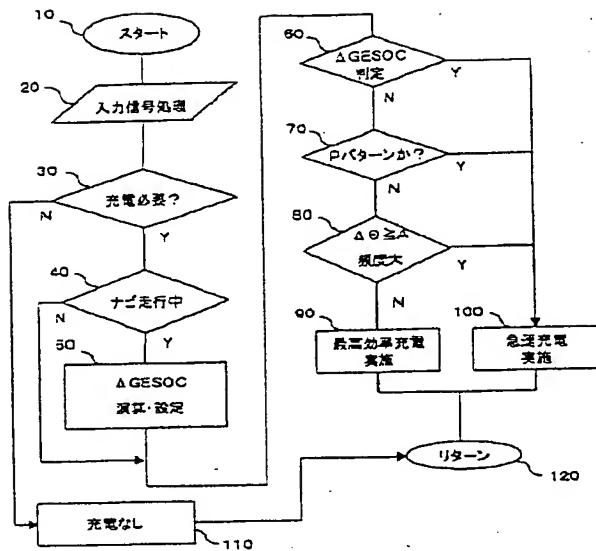 10
スタート
20
入力信号処理
30
充電必要?
N
Y
40
ナビ走行中
N
Y
50
ΔGESOC
演算・設定
充電なし
110
60
ΔGESOC
判定
Y
N
70
Pパターンか?
Y
N
80
ΔΘ≧A
頻度大
Y
N
90
最高効率充電
実施
100
急速充電
実施
リターン
120